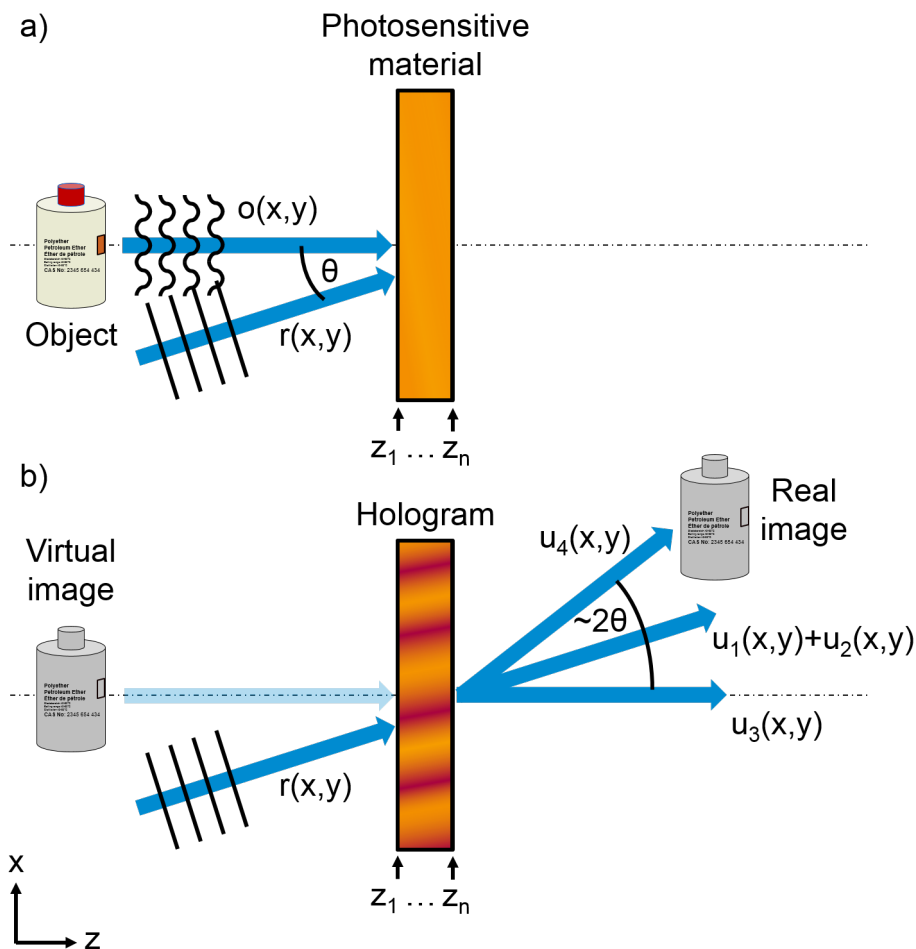 a)
Photosensitive
material
Polyether
Petroleum Ether
Ether de pétrole
CAS No: 2345 654 434
Object
o(x,y)
θ
r(x,y)
z₁ … zₙ
b)
Virtual
image
Polyether
Petroleum Ether
Ether de pétrole
CAS No: 2345 654 434
Hologram
r(x,y)
z₁ … zₙ
u₄(x,y)
Polyether
Petroleum Ether
Ether de pétrole
CAS No: 2345 654 434
Real
image
~2θ
u₁(x,y)+u₂(x,y)
u₃(x,y)
x
z